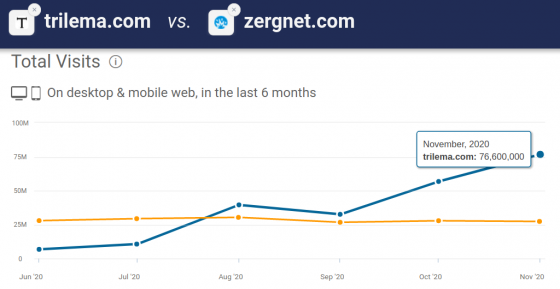 T trilema.com vs. zergnet.com
Total Visits
On desktop & mobile web, in the last 6 months
100M
75M
50M
25M
0
November, 2020
trilema.com: 76,600,000
Jun '20 Jul '20 Aug '20 Sep '20 Oct '20 Nov '20